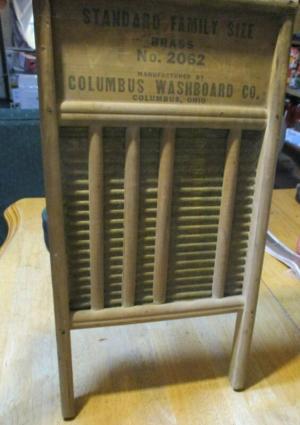 STANDARD FAMILY SIZE
BRASS
No. 2062
MANUFACTURED BY
COLUMBUS WASHBOARD CO.
COLUMBUS, OHIO